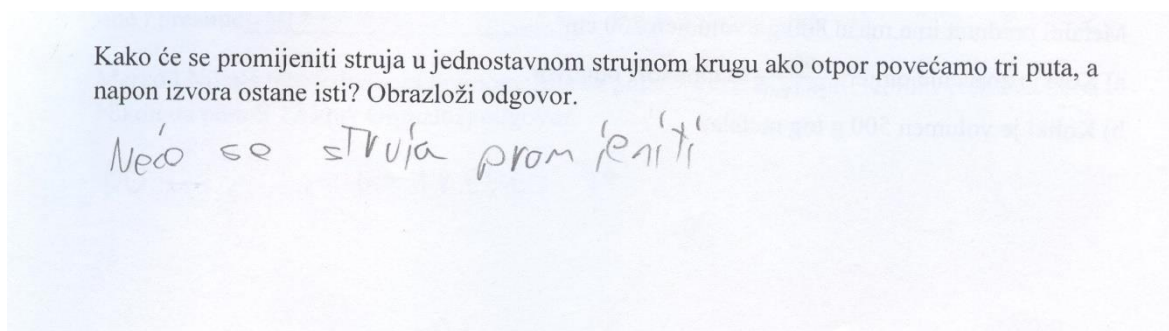 Kako će se promijeniti struja u jednostavnom strujnom krugu ako otpor povećamo tri puta, a
napon izvora ostane isti? Obrazloži odgovor.
Neće se struja promjeniti